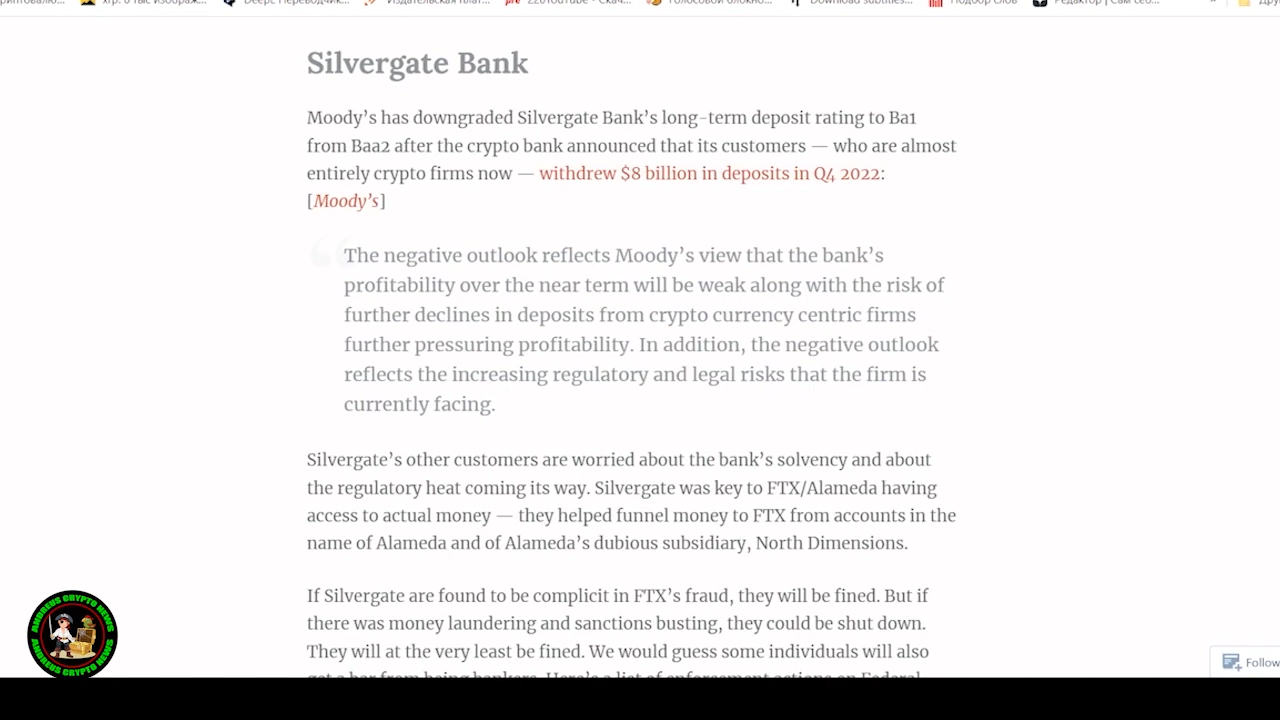 Silvergate Bank
Moody’s has downgraded Silvergate Bank’s long-term deposit rating to Ba1
from Baa2 after the crypto bank announced that its customers — who are almost
entirely crypto firms now — withdrew $8 billion in deposits in Q4 2022:
[Moody’s]
The negative outlook reflects Moody’s view that the bank’s
profitability over the near term will be weak along with the risk of
further declines in deposits from crypto currency centric firms
further pressuring profitability. In addition, the negative outlook
reflects the increasing regulatory and legal risks that the firm is
currently facing.
Silvergate’s other customers are worried about the bank’s solvency and about
the regulatory heat coming its way. Silvergate was key to FTX/Alameda having
access to actual money — they helped funnel money to FTX from accounts in the
name of Alameda and of Alameda’s dubious subsidiary, North Dimensions.
If Silvergate are found to be complicit in FTX’s fraud, they will be fined. But if
there was money laundering and sanctions busting, they could be shut down.
They will at the very least be fined. We would guess some individuals will also
ANDREUS CRYPTO NEWS
ANDREUS CRYPTO NEWS
Follow